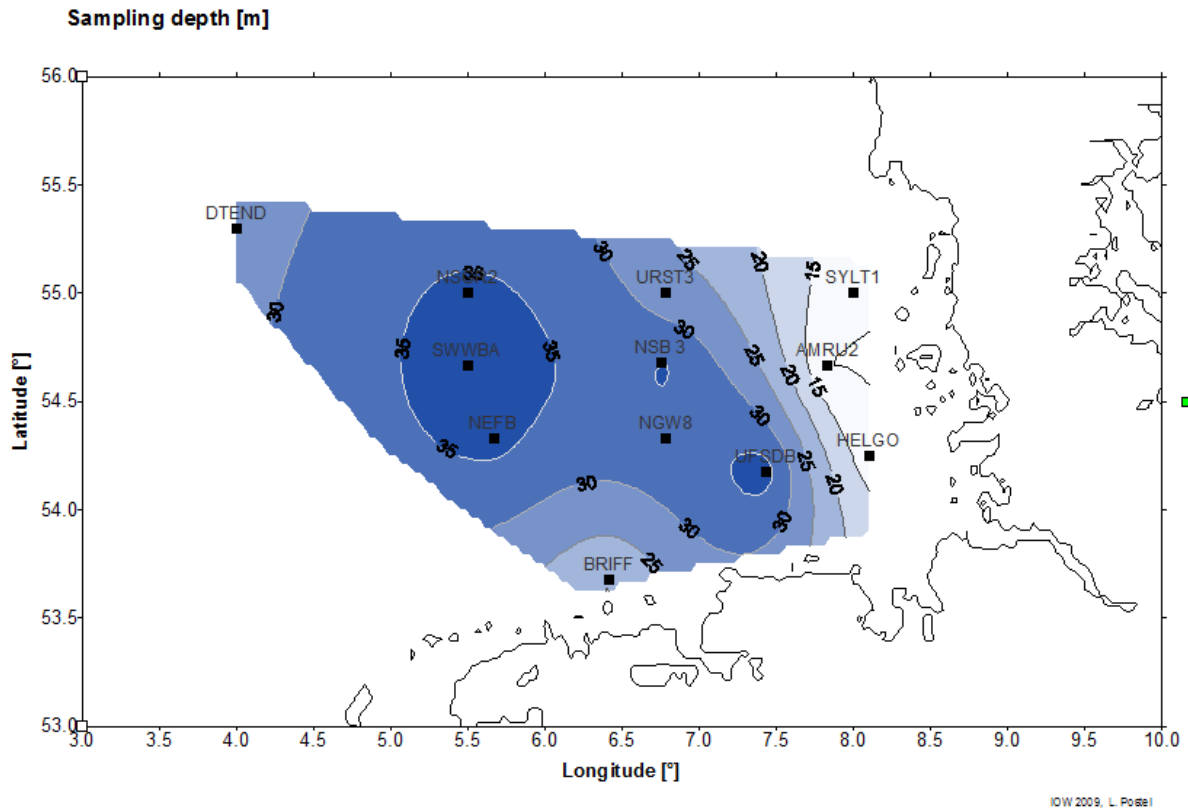 Sampling depth [m]
56.0
55.5
DTEND
30 25 20 15
35 URST3 SYLT1
55.0
30
30
35 SWWBA 35 NSB 3 25 AMRU2
20 15
54.5
NEFB NGW8 30 HELGO
35 UFSDB 25
30 20
54.0
30 30
BRIFF 25
53.5
53.0
3.0 3.5 4.0 4.5 5.0 5.5 6.0 6.5 7.0 7.5 8.0 8.5 9.0 9.5 10.0
Latitude [°]
Longitude [°]
IOW 2009, L. Postel